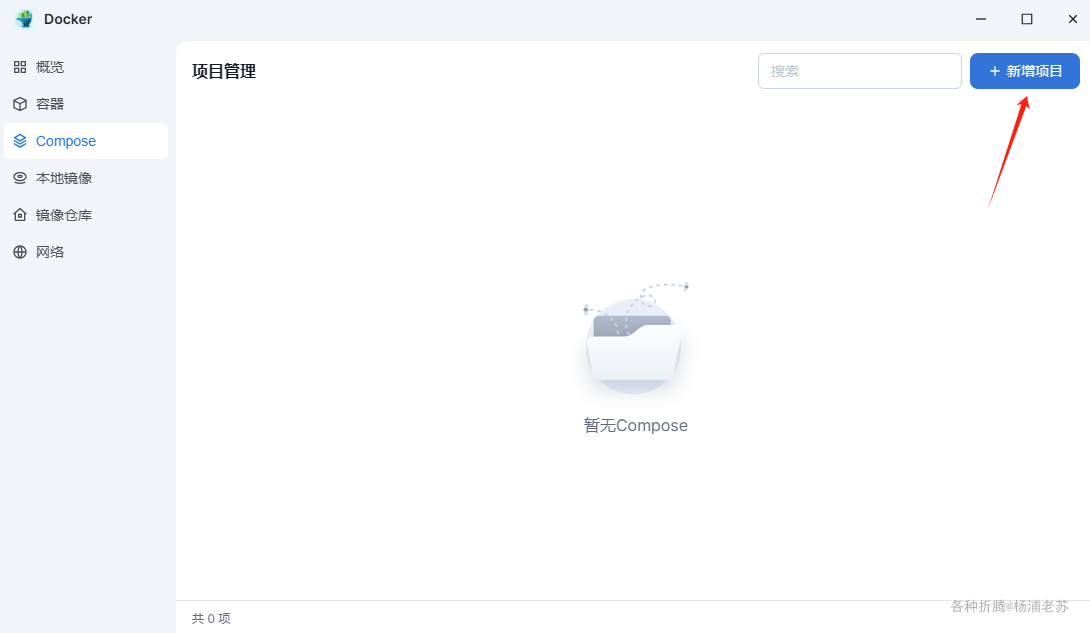 Docker
概览
容器
Compose
本地镜像
镜像仓库
网络
项目管理
搜索
+ 新增项目
暂无Compose
共 0 项
各种折腾@杨浦老苏